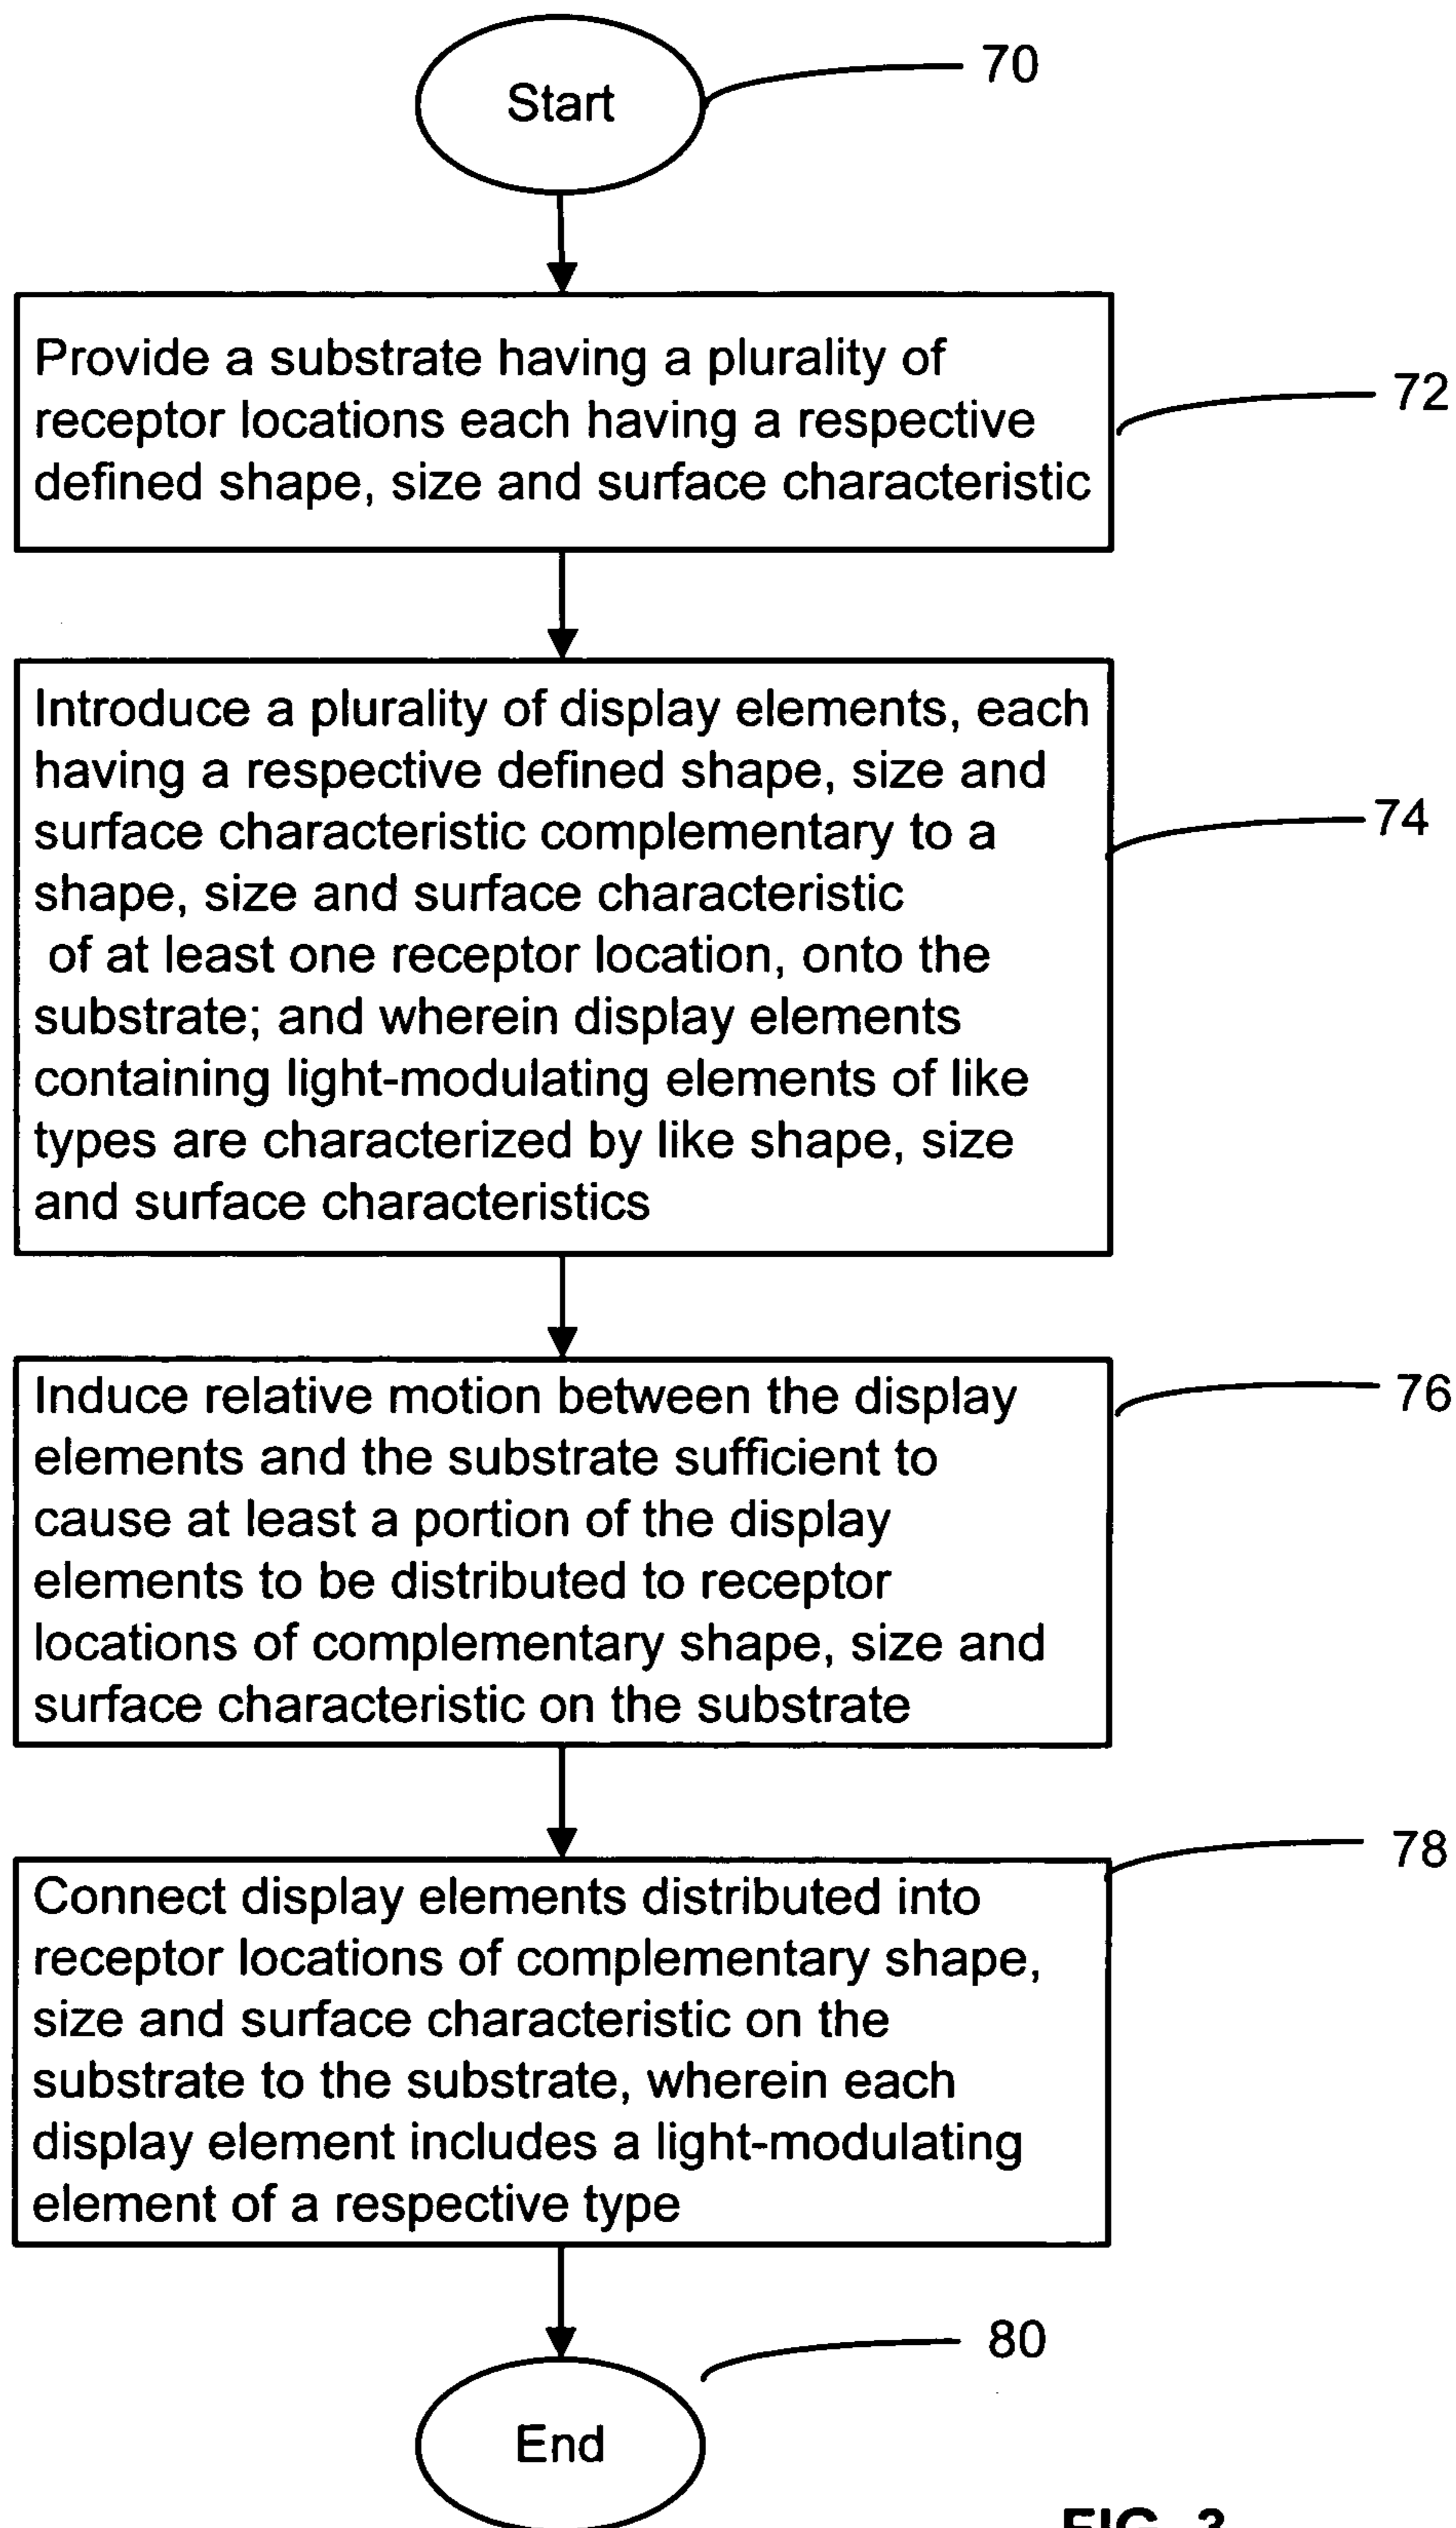 Start
70
Provide a substrate having a plurality of
receptor locations each having a respective
defined shape, size and surface characteristic
72
Introduce a plurality of display elements, each
having a respective defined shape, size and
surface characteristic complementary to a
shape, size and surface characteristic
of at least one receptor location, onto the
substrate; and wherein display elements
containing light-modulating elements of like
types are characterized by like shape, size
and surface characteristics
74
Induce relative motion between the display
elements and the substrate sufficient to
cause at least a portion of the display
elements to be distributed to receptor
locations of complementary shape, size and
surface characteristic on the substrate
76
Connect display elements distributed into
receptor locations of complementary shape,
size and surface characteristic on the
substrate to the substrate, wherein each
display element includes a light-modulating
element of a respective type
78
End
80
FIG. 3